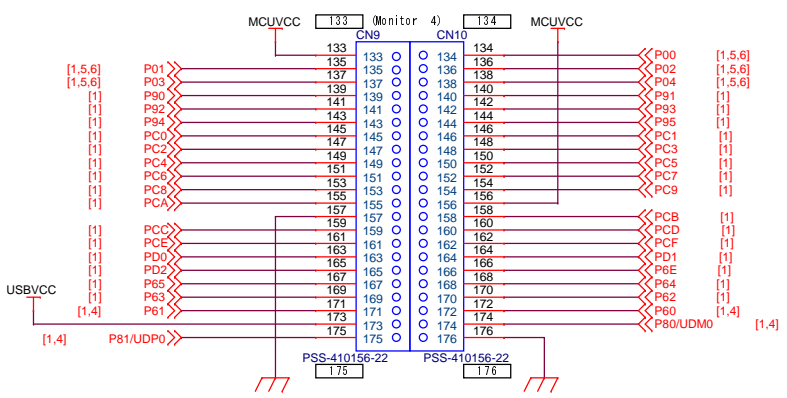 MCUVCC 133 (Monitor 4) 134 MCUVCC
CN9 CN10
133 133 134 134 P00 [1,5,6]
[1,5,6] P01 135 135 136 136 P02 [1,5,6]
[1,5,6] P03 137 137 138 138 P04 [1,5,6]
[1] P90 139 139 140 140 P91 [1]
[1] P92 141 141 142 142 P93 [1]
[1] P94 143 143 144 144 P95 [1]
[1] PC0 145 145 146 146 PC1 [1]
[1] PC2 147 147 148 148 PC3 [1]
[1] PC4 149 149 150 150 PC5 [1]
[1] PC6 151 151 152 152 PC7 [1]
[1] PC8 153 153 154 154 PC9 [1]
[1] PCA 155 155 156 156
157 157 158 158 PCB [1]
[1] PCC 159 159 160 160 PCD [1]
[1] PCE 161 161 162 162 PCF [1]
[1] PD0 163 163 164 164 PD1 [1]
[1] PD2 165 165 166 166 P6E [1]
[1] P65 167 167 168 168 P64 [1]
USBVCC [1] P63 169 169 170 170 P62 [1]
[1,4] P61 171 171 172 172 P60 [1,4]
173 173 174 174 P80/UDM0 [1,4]
[1,4] P81/UDP0 175 175 176 176
PSS-410156-22 PSS-410156-22
175 176